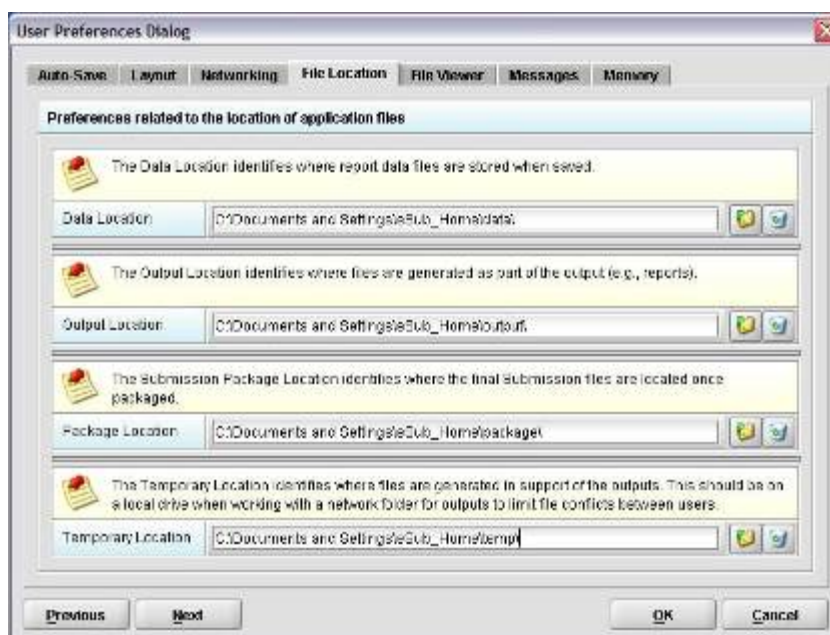 User Preferences Dialog
Auto-Save Layout Networking File Location File Viewer Messages Memory
Preferences related to the location of application files
The Data Location identifies where report data files are stored when saved.
Data Location C:\Documents and Settings\eSub_Home\data\
The Output Location identifies where files are generated as part of the output (e.g., reports).
Output Location C:\Documents and Settings\eSub_Home\output\
The Submission Package Location identifies where the final Submission files are located once
packaged.
Package Location C:\Documents and Settings\eSub_Home\package\
The Temporary Location identifies where files are generated in support of the outputs. This should be on
a local drive when working with a network folder for outputs to limit file conflicts between users.
Temporary Location C:\Documents and Settings\eSub_Home\temp\
Previous Next OK Cancel